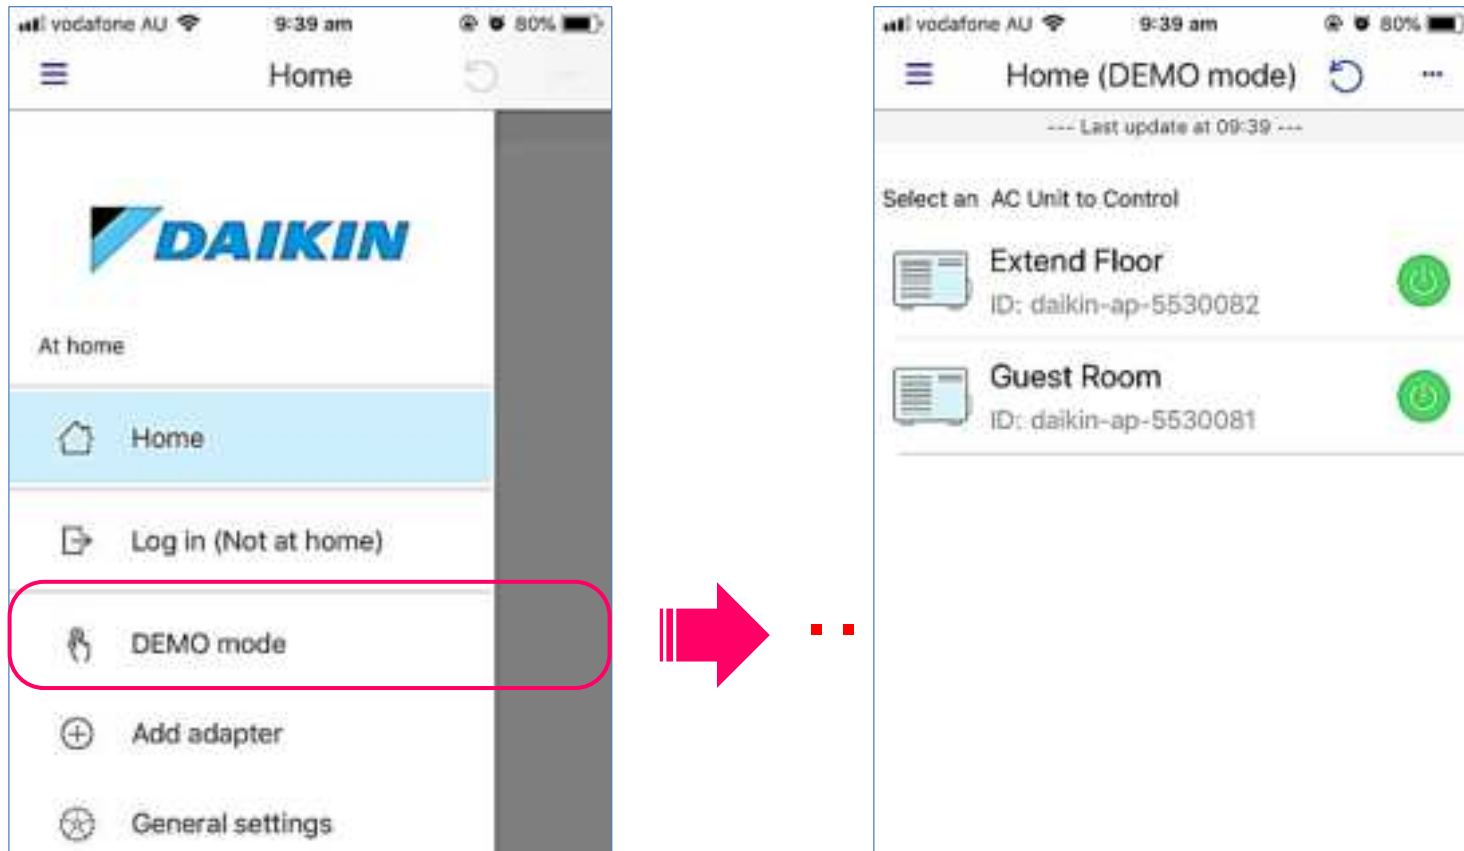 vodafone AU 9:39 am 80%
Home
DAIKIN
At home
Home
Log in (Not at home)
DEMO mode
Add adapter
General settings
vodafone AU 9:39 am 80%
Home (DEMO mode)
--- Last update at 09:39 ---
Select an AC Unit to Control
Extend Floor
ID: daikin-ap-5530082
Guest Room
ID: daikin-ap-5530081